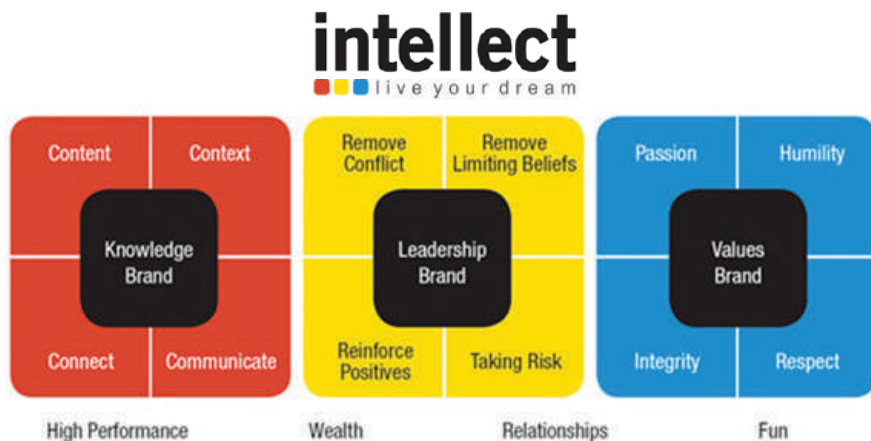 intellect
live your dream
Content
Context
Knowledge
Brand
Connect
Communicate
Remove
Conflict
Remove
Limiting Beliefs
Leadership
Brand
Reinforce
Positives
Taking Risk
Passion
Humility
Values
Brand
Integrity
Respect
High Performance
Wealth
Relationships
Fun